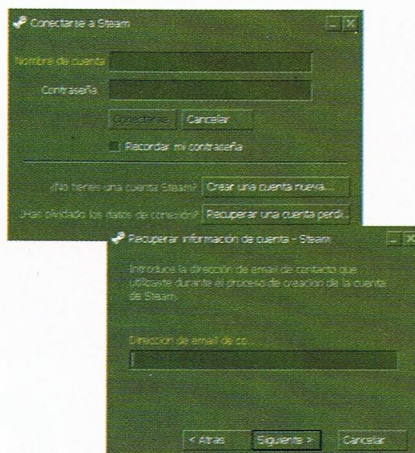 Conectarse a Steam
Nombre de cuenta
Contraseña
Conectarse Cancelar
Recordar mi contraseña
¿No tienes una cuenta Steam? Crear una cuenta nueva...
¿Has olvidado los datos de conexión? Recuperar una cuenta perdi..
Recuperar información de cuenta - Steam
Introduce la dirección de email de contacto que
utilizaste durante el proceso de creación de la cuenta
de Steam.
Dirección de email de co...
< Atrás Siguiente > Cancelar